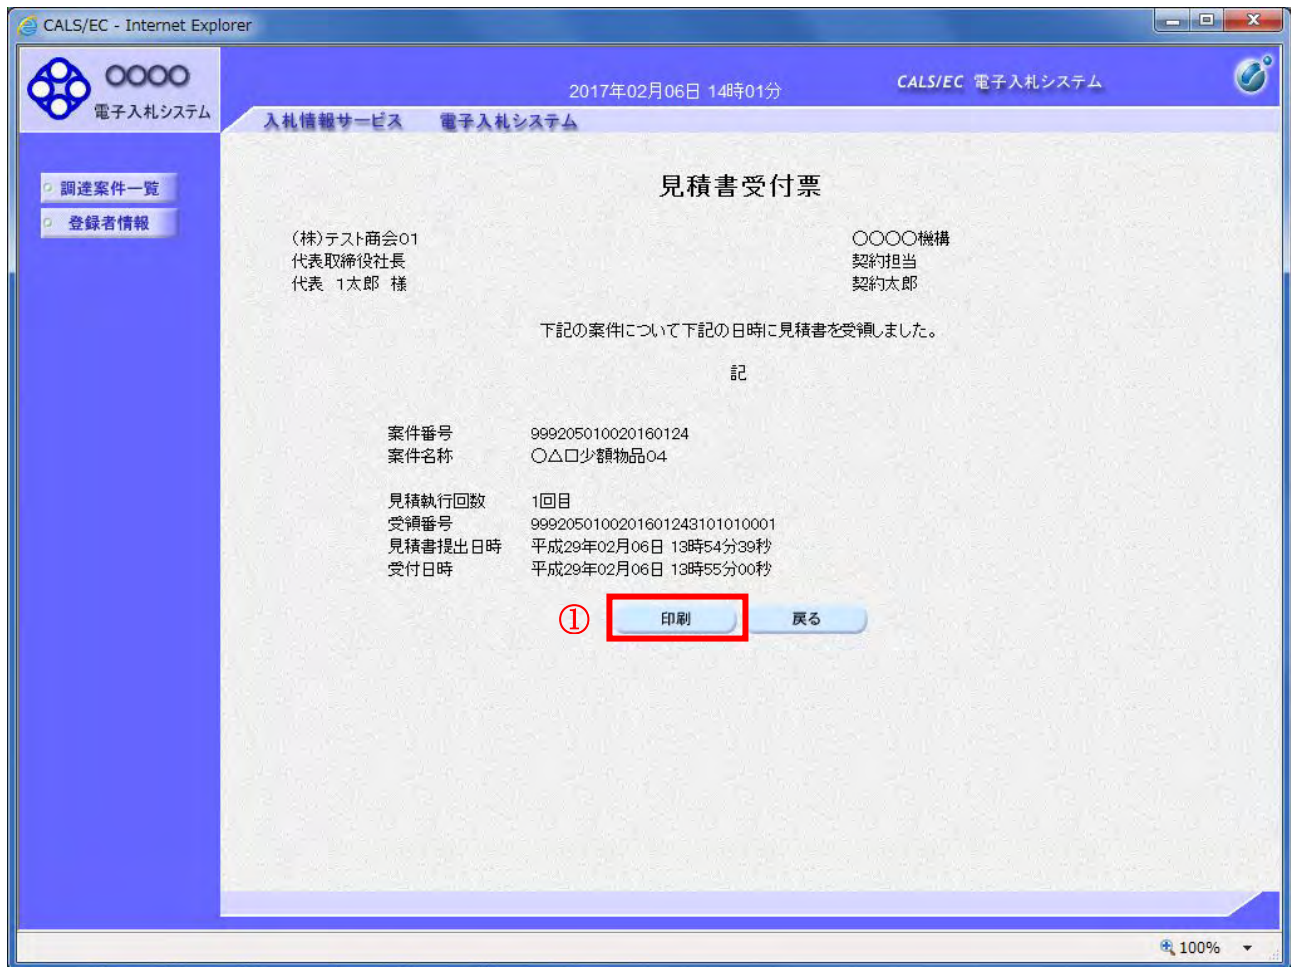 CALS/EC - Internet Explorer
〇〇〇〇
電子入札システム
2017年02月06日 14時01分
CALS/EC 電子入札システム
入札情報サービス 電子入札システム
調達案件一覧
登録者情報
見積書受付票
(株)テスト商会01
代表取締役社長
代表 1太郎 様
〇〇〇〇機構
契約担当
契約太郎
下記の案件について下記の日時に見積書を受領しました。
記
案件番号 999205010020160124
案件名称 〇△口少額物品04
見積執行回数 1回目
受領番号 9992050100201601243101010001
見積書提出日時 平成29年02月06日 13時54分39秒
受付日時 平成29年02月06日 13時55分00秒
① 印刷 戻る
100%